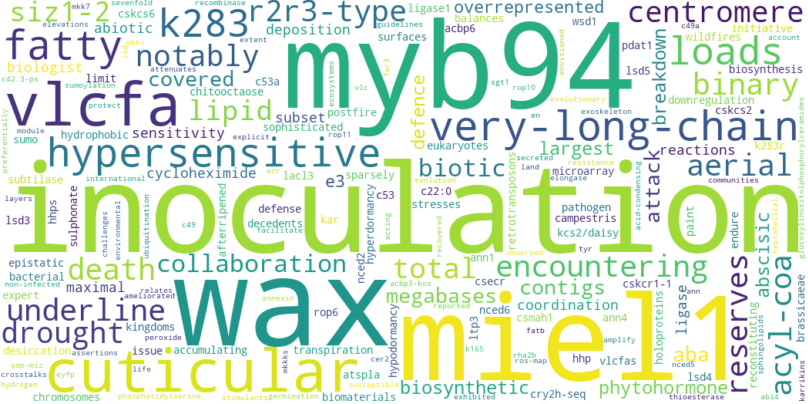 siz1-2
k283
r2r3-type
overrepresented
centromere
fatty
notably
myb94
loads
binary
vlcfa
lipid
covered
subset
defence
very-long-chain
hypersensitive
biotic
largest
attack
aerial
breakdown
reactions
sensitivity
cycloheximide
e3
inoculation
death
collaboration
total
encountering
reserves
acyl-coa
abscisic
underline
drought
wax
megabases
contigs
coordination
ligase
miel1
aba
cuticular
biosynthetic
phytohormone
abiotic
biologist
deposition
balances
ligase1
acbp6
wsd1
pdat1
lsd5
initiative
wildfires
biosynthesis
downregulation
cskcs2
cskcs6
chitooctaose
postfire
hydrophobic
sumo
subtilase
sophisticated
eukaryotes
microarray
lacl3
sparsely
c22:0
stresses
pathogen
campestris
kcs2/daisy
retrotransposons
lsd3
hhps
sulphonate
defense
decedents
afterripened
hyperdormancy
nced2
kar
c53
c49
epistatic
bacterial
maximal
expert
kingdoms
issue
desiccation
accumulating
transpiration
atspla
chromosomes
phosphatidylserine
biomaterials
rop6
hypodormancy
annexin
acbp3-kos
ann1
ann4
csecr
csmah1
nced6
ltp3
hhp
vlcfas
cry2h-seq
holoproteins
cskcr1-1
lsd4
reconstituting
sphingolipids
brassicaceae
karrikins
thioesterase
paint
endure
communities
tyr
observed
recovered
reported
amplify
exhibited
susceptible
germination
stimulants
eyfp
crosstalks
hydrogen
peroxide
assertions
life
relates
ameliorated
non-infected
environmental
challenges
international
ubiquitination
layers
module
protect
attenuates
sumoylation
limit
c53a
c49a
c42:3-ps
elevations
sevenfold
recombinase
mkk7
guidelines
surfaces
extent
far3
vlc
sgt1
rop10
rop11
ecosystems
envisioned
evolutionary
exoskeleton
explicit
resistance
evolution
secreted
land
elongase
acid-condensing
facilitate
acting
preferentially
account
k283r
k165
rha2b
ros-map
fatb
nced5
abi4
cer2
mkkks
sap-miz
ann
en
ecr